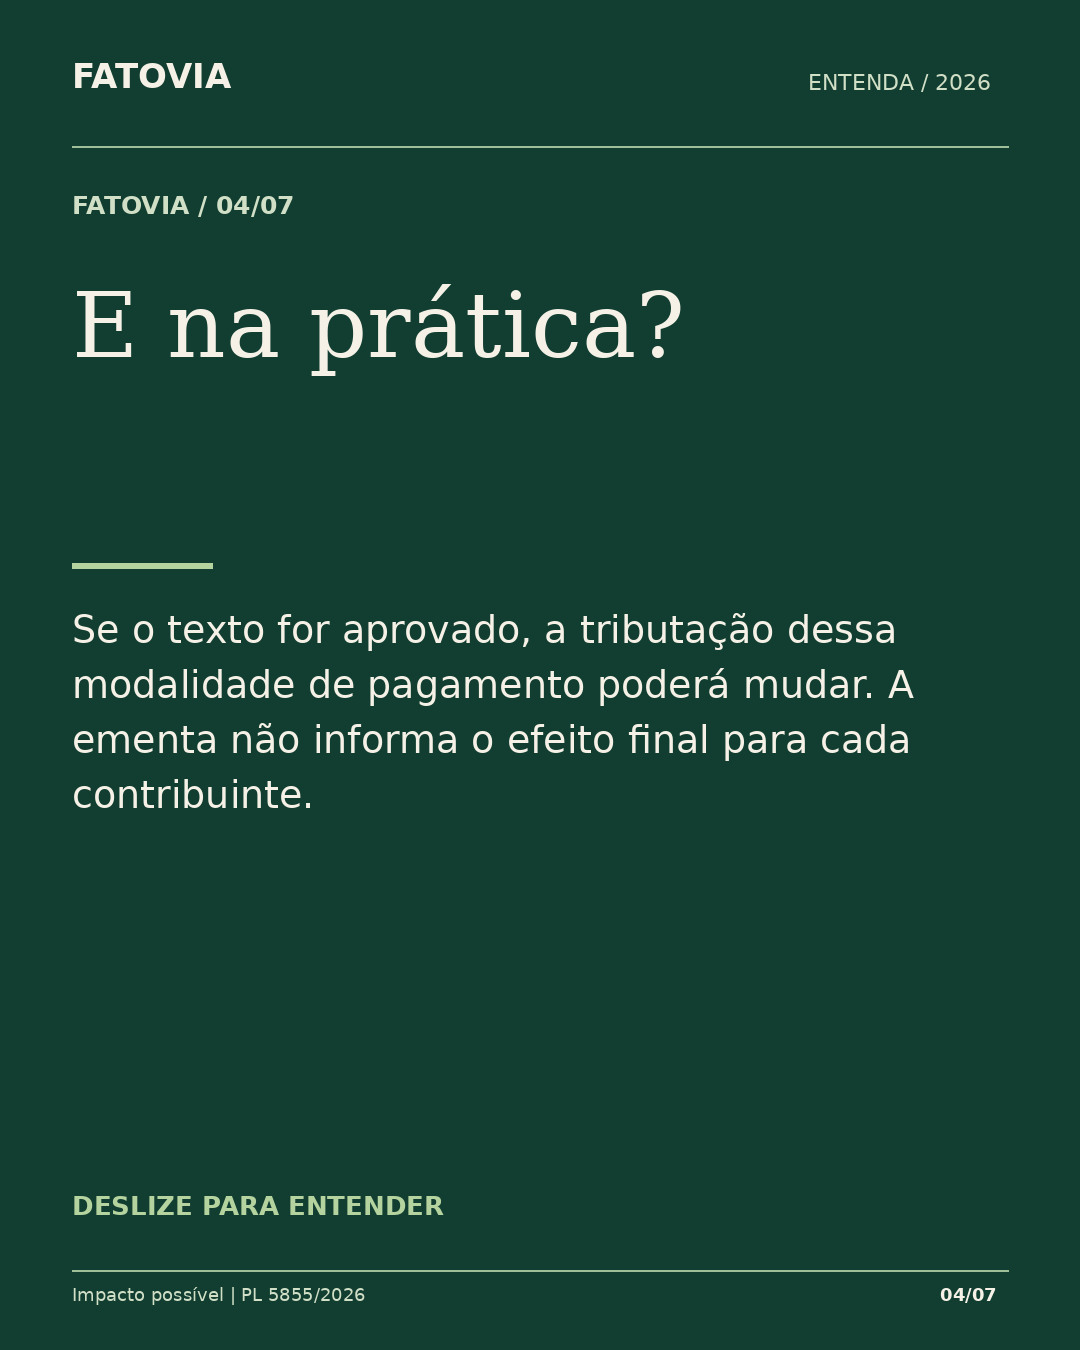 FATOVIA
ENTENDA / 2026
FATOVIA / 04/07
E na prática?
Se o texto for aprovado, a tributação dessa
modalidade de pagamento poderá mudar. A
ementa não informa o efeito final para cada
contribuinte.
DESLIZE PARA ENTENDER
Impacto possível | PL 5855/2026
04/07